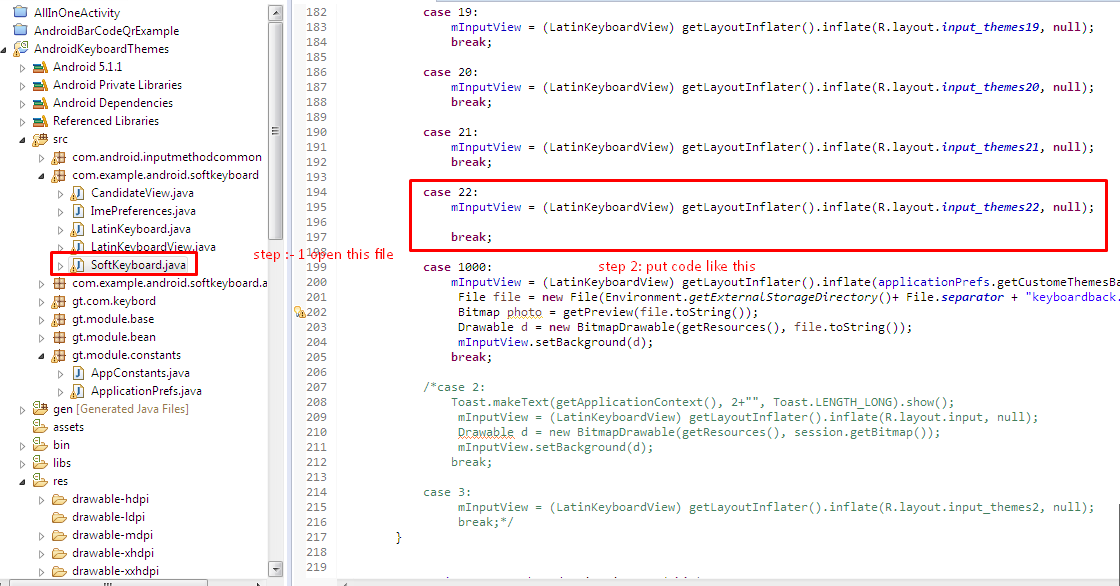 AllInOneActivity
AndroidBarCodeQrExample
AndroidKeyboardThemes
Android 5.1.1
Android Private Libraries
Android Dependencies
Referenced Libraries
src
com.android.inputmethodcommon
com.example.android.softkeyboard
CandidateView.java
ImePreferences.java
LatinKeyboard.java
LatinKeyboardView.java
SoftKeyboard.java
com.example.android.softkeyboard.a
gt.com.keybord
gt.module.base
gt.module.bean
gt.module.constants
AppConstants.java
ApplicationPrefs.java
gen [Generated Java Files]
assets
bin
libs
res
drawable-hdpi
drawable-ldpi
drawable-mdpi
drawable-xhdpi
drawable-xxhdpi
step :- 1 open this file
182 case 19:
183 mInputView = (LatinKeyboardView) getLayoutInflater().inflate(R.layout.input_themes19, null);
184 break;
185
186 case 20:
187 mInputView = (LatinKeyboardView) getLayoutInflater().inflate(R.layout.input_themes20, null);
188 break;
189
190 case 21:
191 mInputView = (LatinKeyboardView) getLayoutInflater().inflate(R.layout.input_themes21, null);
192 break;
193
194 case 22:
195 mInputView = (LatinKeyboardView) getLayoutInflater().inflate(R.layout.input_themes22, null);
196
197 break;
198
199 case 1000:
step 2: put code like this
200 mInputView = (LatinKeyboardView) getLayoutInflater().inflate(applicationPrefs.getCustomeThemesBa
201 File file = new File(Environment.getExternalStorageDirectory()+ File.separator + "keyboardback.
202 Bitmap photo = getPreview(file.toString());
203 Drawable d = new BitmapDrawable(getResources(), file.toString());
204 mInputView.setBackground(d);
205 break;
206
207 /*case 2:
208 Toast.makeText(getApplicationContext(), 2+"", Toast.LENGTH_LONG).show();
209 mInputView = (LatinKeyboardView) getLayoutInflater().inflate(R.layout.input, null);
210 Drawable d = new BitmapDrawable(getResources(), session.getBitmap());
211 mInputView.setBackground(d);
212 break;
213
214 case 3:
215 mInputView = (LatinKeyboardView) getLayoutInflater().inflate(R.layout.input_themes2, null);
216 break;*/
217 }
218
219